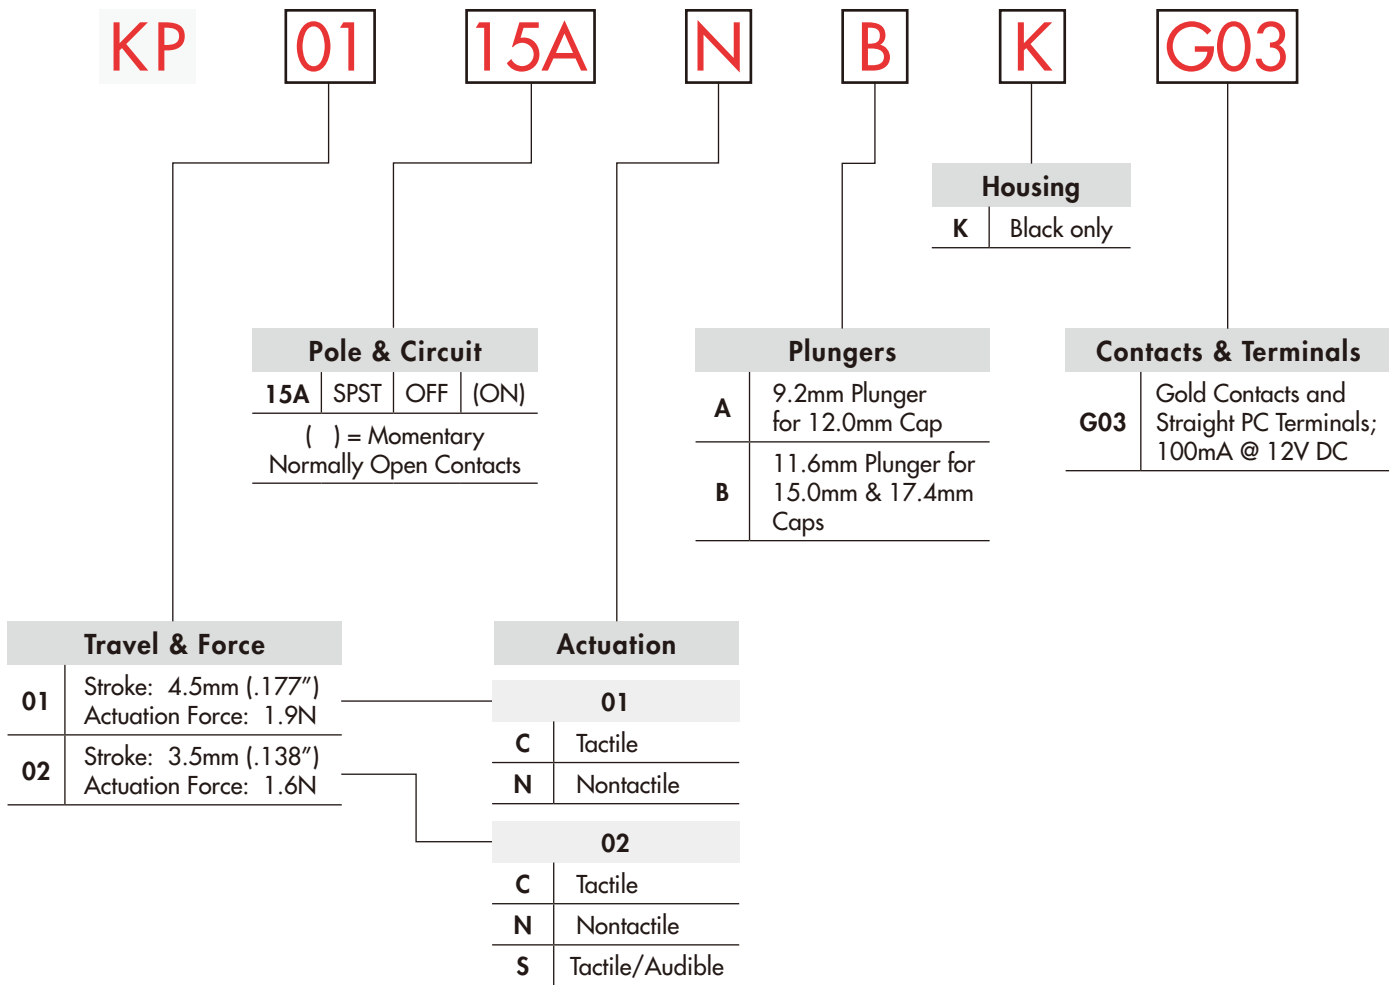 KP 01 15A N B K G03
Housing
K Black only
Pole & Circuit
15A SPST OFF (ON)
( ) = Momentary
Normally Open Contacts
Plungers
A 9.2mm Plunger
for 12.0mm Cap
B 11.6mm Plunger for
15.0mm & 17.4mm
Caps
Contacts & Terminals
G03 Gold Contacts and
Straight PC Terminals;
100mA @ 12V DC
Travel & Force
01 Stroke: 4.5mm (.177″)
Actuation Force: 1.9N
02 Stroke: 3.5mm (.138″)
Actuation Force: 1.6N
Actuation
01
C Tactile
N Nontactile
02
C Tactile
N Nontactile
S Tactile/Audible